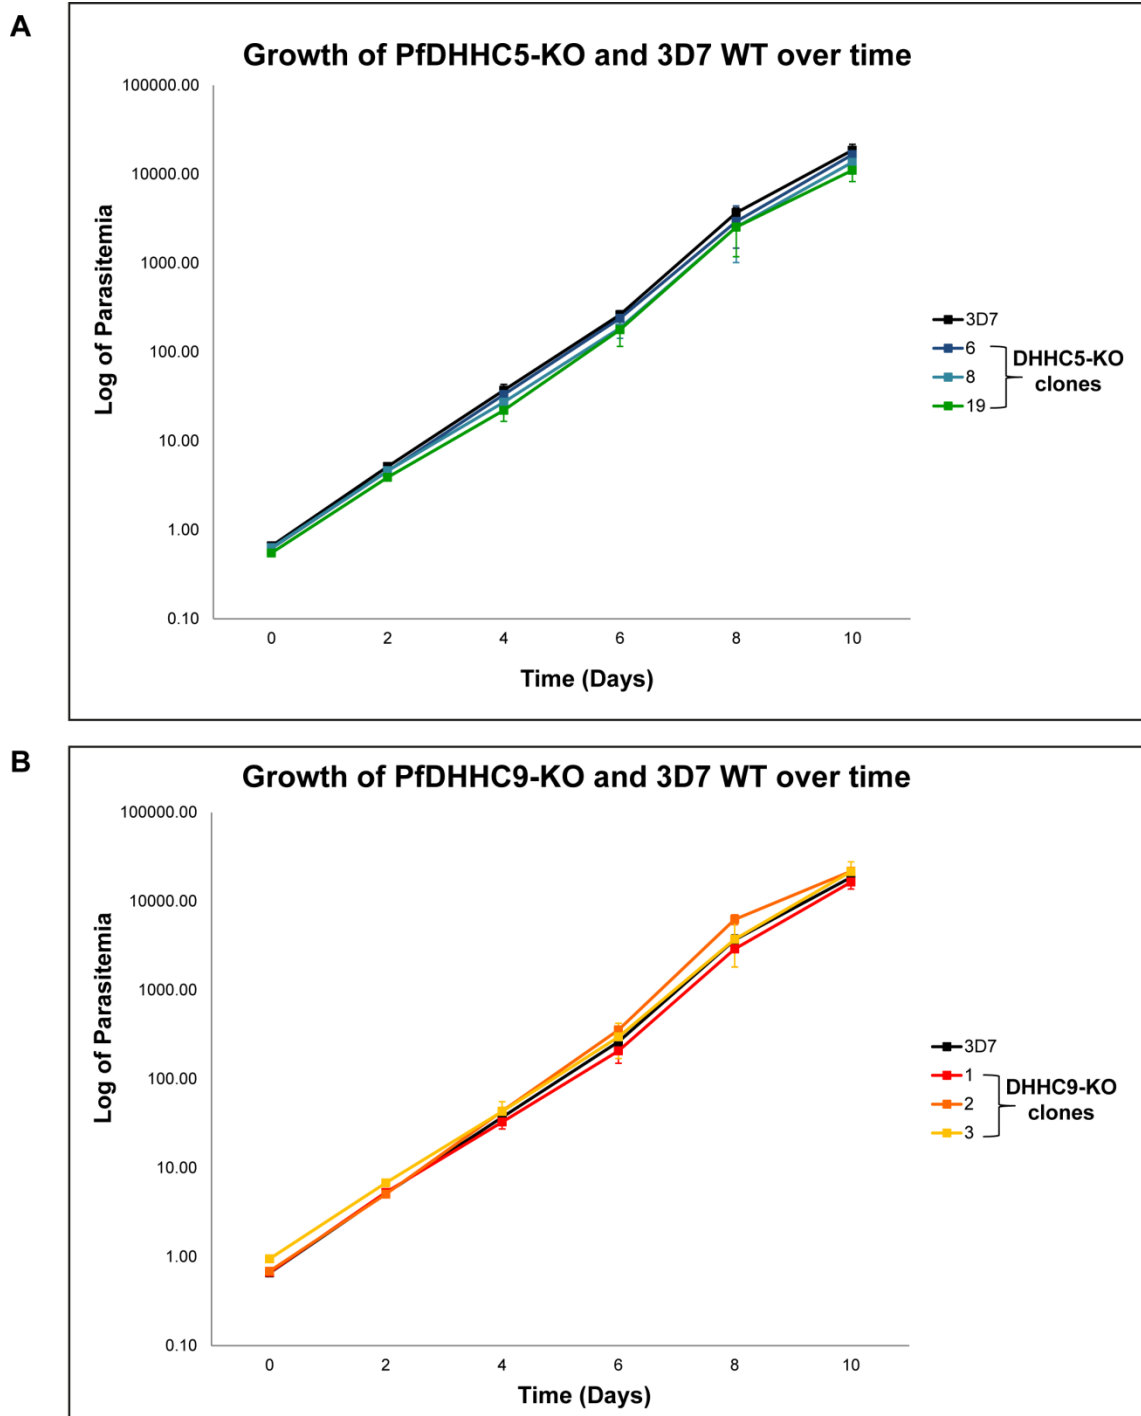 A
Growth of PfDHHC5-KO and 3D7 WT over time
100000.00
10000.00
1000.00
100.00
10.00
1.00
0.10
Log of Parasitemia
0 2 4 6 8 10
Time (Days)
3D7
6
8
19
DHHC5-KO
clones
B
Growth of PfDHHC9-KO and 3D7 WT over time
100000.00
10000.00
1000.00
100.00
10.00
1.00
0.10
Log of Parasitemia
0 2 4 6 8 10
Time (Days)
3D7
1
2
3
DHHC9-KO
clones